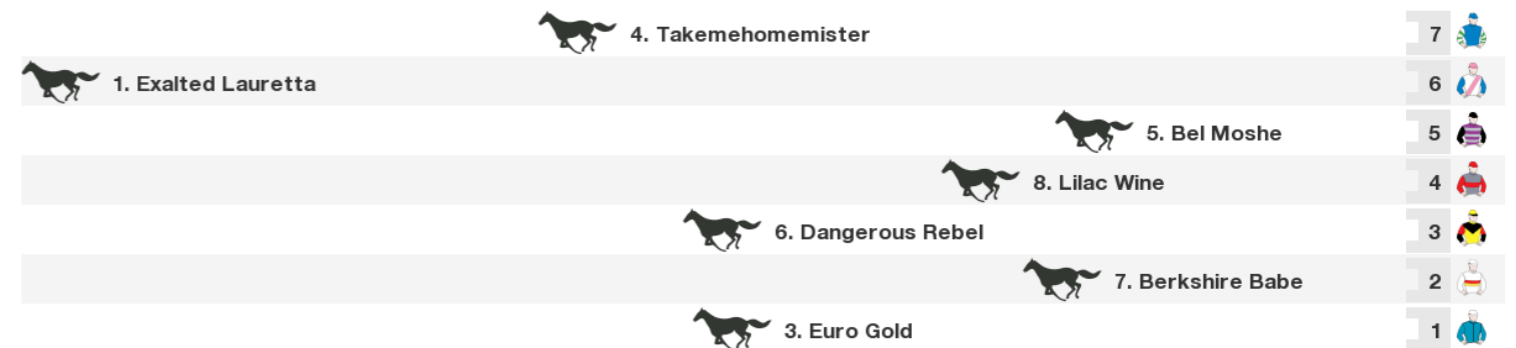 4. Takemehomemister 7
1. Exalted Lauretta 6
5. Bel Moshe 5
8. Lilac Wine 4
6. Dangerous Rebel 3
7. Berkshire Babe 2
3. Euro Gold 1